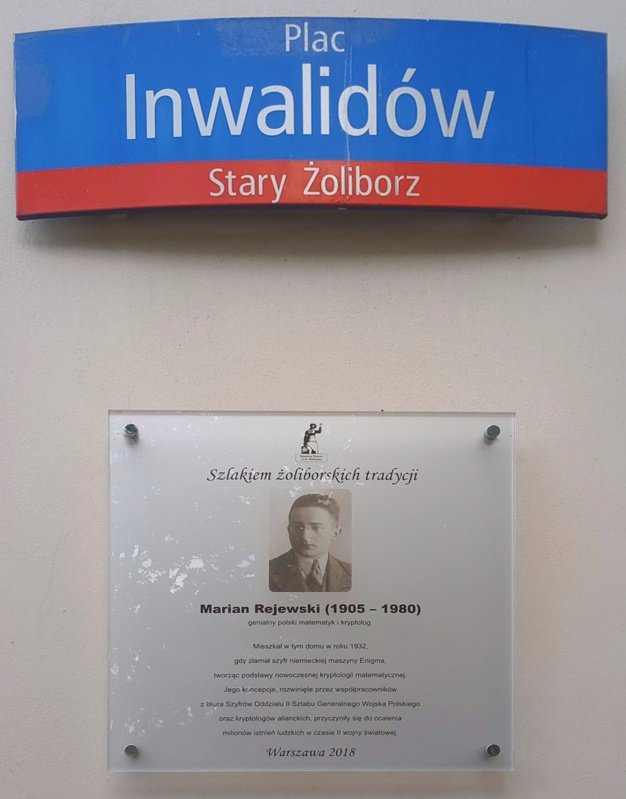 Plac
Inwalidów
Stary Żoliborz
Szlakiem żoliborskich tradycji
Marian Rejewski (1905 – 1980)
genialny polski matematyk i kryptolog.
Mieszkał w tym domu w roku 1932,
gdy złamał szyfr niemieckiej maszyny Enigma,
tworząc podstawy nowoczesnej kryptologii matematycznej.
Jego koncepcje, rozwinięte przez współpracowników
z Biura Szyfrów Oddziału II Sztabu Generalnego Wojska Polskiego
oraz kryptologów alianckich, przyczyniły się do ocalenia
milionów istnień ludzkich w czasie II wojny światowej.
Warszawa 2018